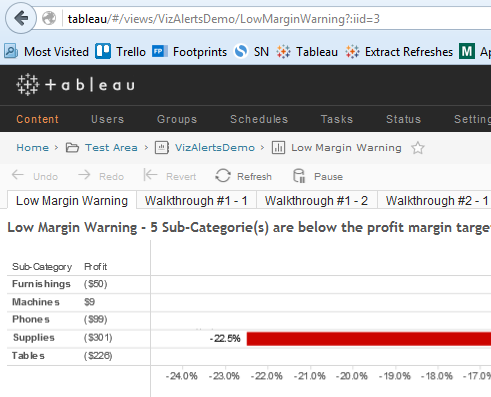 tableau/#/views/VizAlertsDemo/LowMarginWarning?:iid=3
Most Visited Trello FP Footprints SN Tableau Extract Refreshes M Ap
+ableau
Content Users Groups Schedules Tasks Status Setting
Home › Test Area › VizAlertsDemo › Low Margin Warning
Undo Redo Revert Refresh Pause
Low Margin Warning Walkthrough #1 - 1 Walkthrough #1 - 2 Walkthrough #2 - 1
Low Margin Warning - 5 Sub-Categorie(s) are below the profit margin targe
Sub-Category Profit
Furnishings ($50)
Machines $9
Phones ($99)
Supplies ($301) -22.5%
Tables ($226)
-24.0% -23.0% -22.0% -21.0% -20.0% -19.0% -18.0% -17.0%